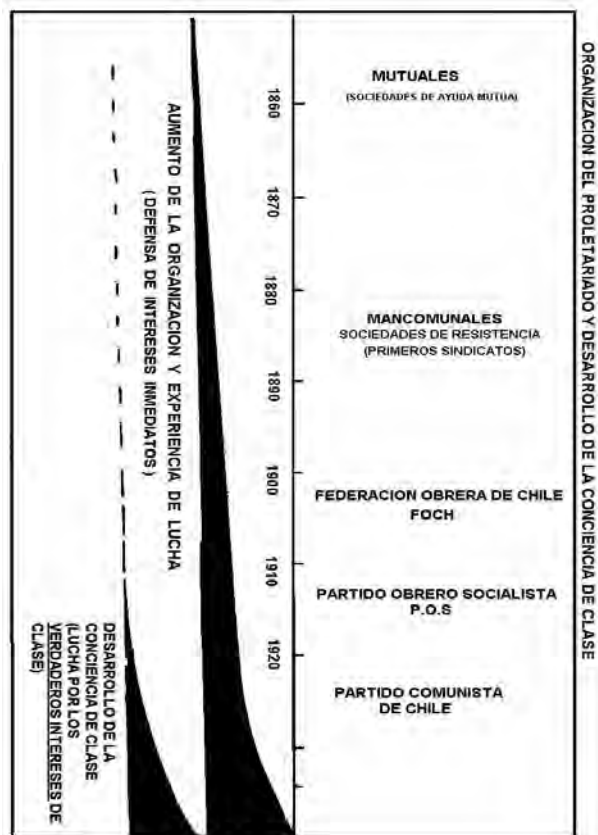 ORGANIZACION DEL PROLETARIADO Y DESARROLLO DE LA CONCIENCIA DE CLASE
MUTUALES
(SOCIEDADES DE AYUDA MUTUA)
MANCOMUNALES
SOCIEDADES DE RESISTENCIA
(PRIMEROS SINDICATOS)
FEDERACION OBRERA DE CHILE
FOCH
PARTIDO OBRERO SOCIALISTA
P.O.S
PARTIDO COMUNISTA
DE CHILE
1860
1870
1880
1890
1900
1910
1920
AUMENTO DE LA ORGANIZACION Y EXPERIENCIA DE LUCHA
( DEFENSA DE INTERESES INMEDIATOS )
DESARROLLO DE LA
CONCIENCIA DE CLASE
(LUCHA POR LOS
VERDADEROS INTERESES DE
CLASE)